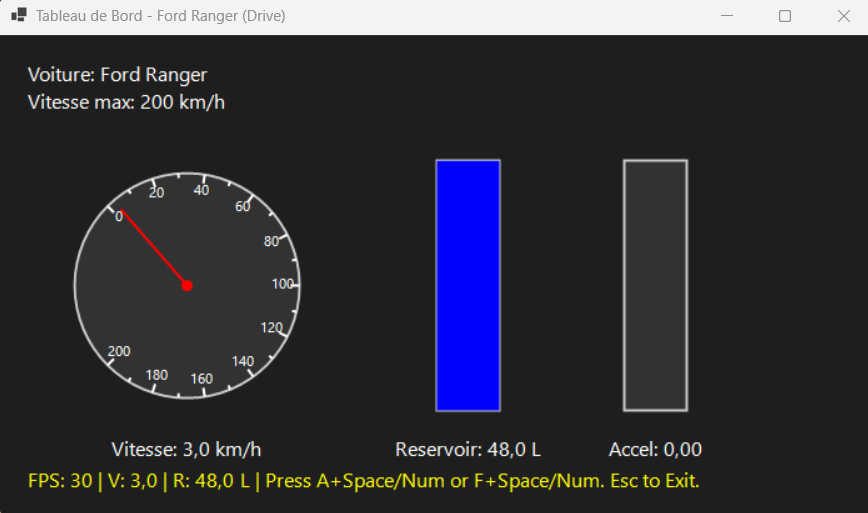 Tableau de Bord - Ford Ranger (Drive)
Voiture: Ford Ranger
Vitesse max: 200 km/h
0
20
40
60
80
100
120
140
160
180
200
Vitesse: 3,0 km/h
Reservoir: 48,0 L
Accel: 0,00
FPS: 30 | V: 3,0 | R: 48,0 L | Press A+Space/Num or F+Space/Num. Esc to Exit.